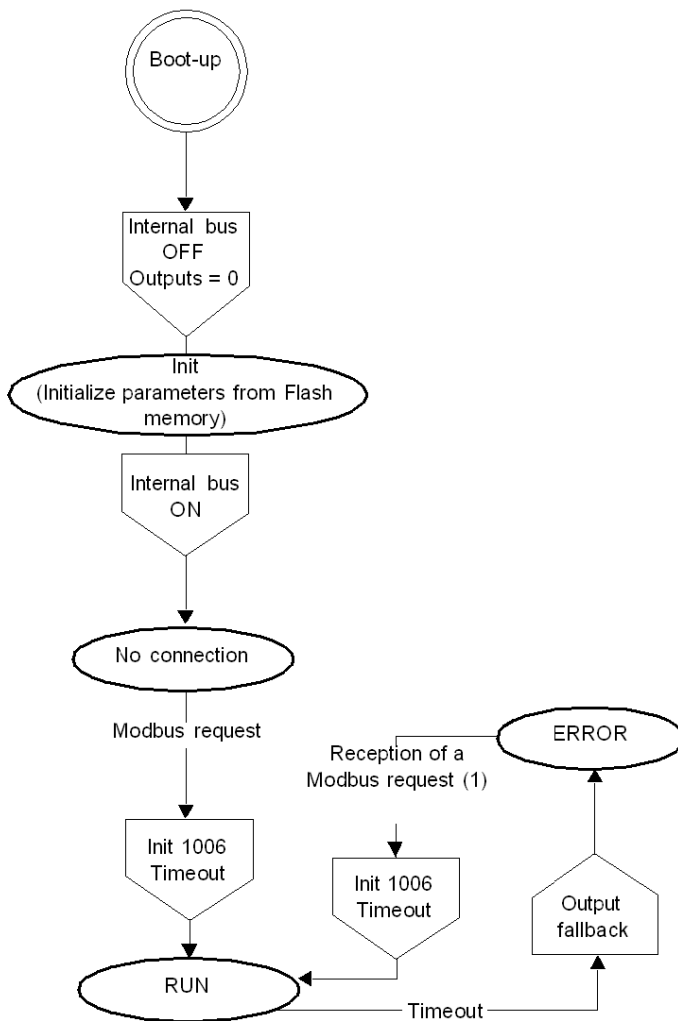 Boot-up
Internal bus
OFF
Outputs = 0
Init
(Initialize parameters from Flash
memory)
Internal bus
ON
No connection
Modbus request
Init 1006
Timeout
RUN
Timeout
Output
fallback
ERROR
Reception of a
Modbus request (1)
Init 1006
Timeout